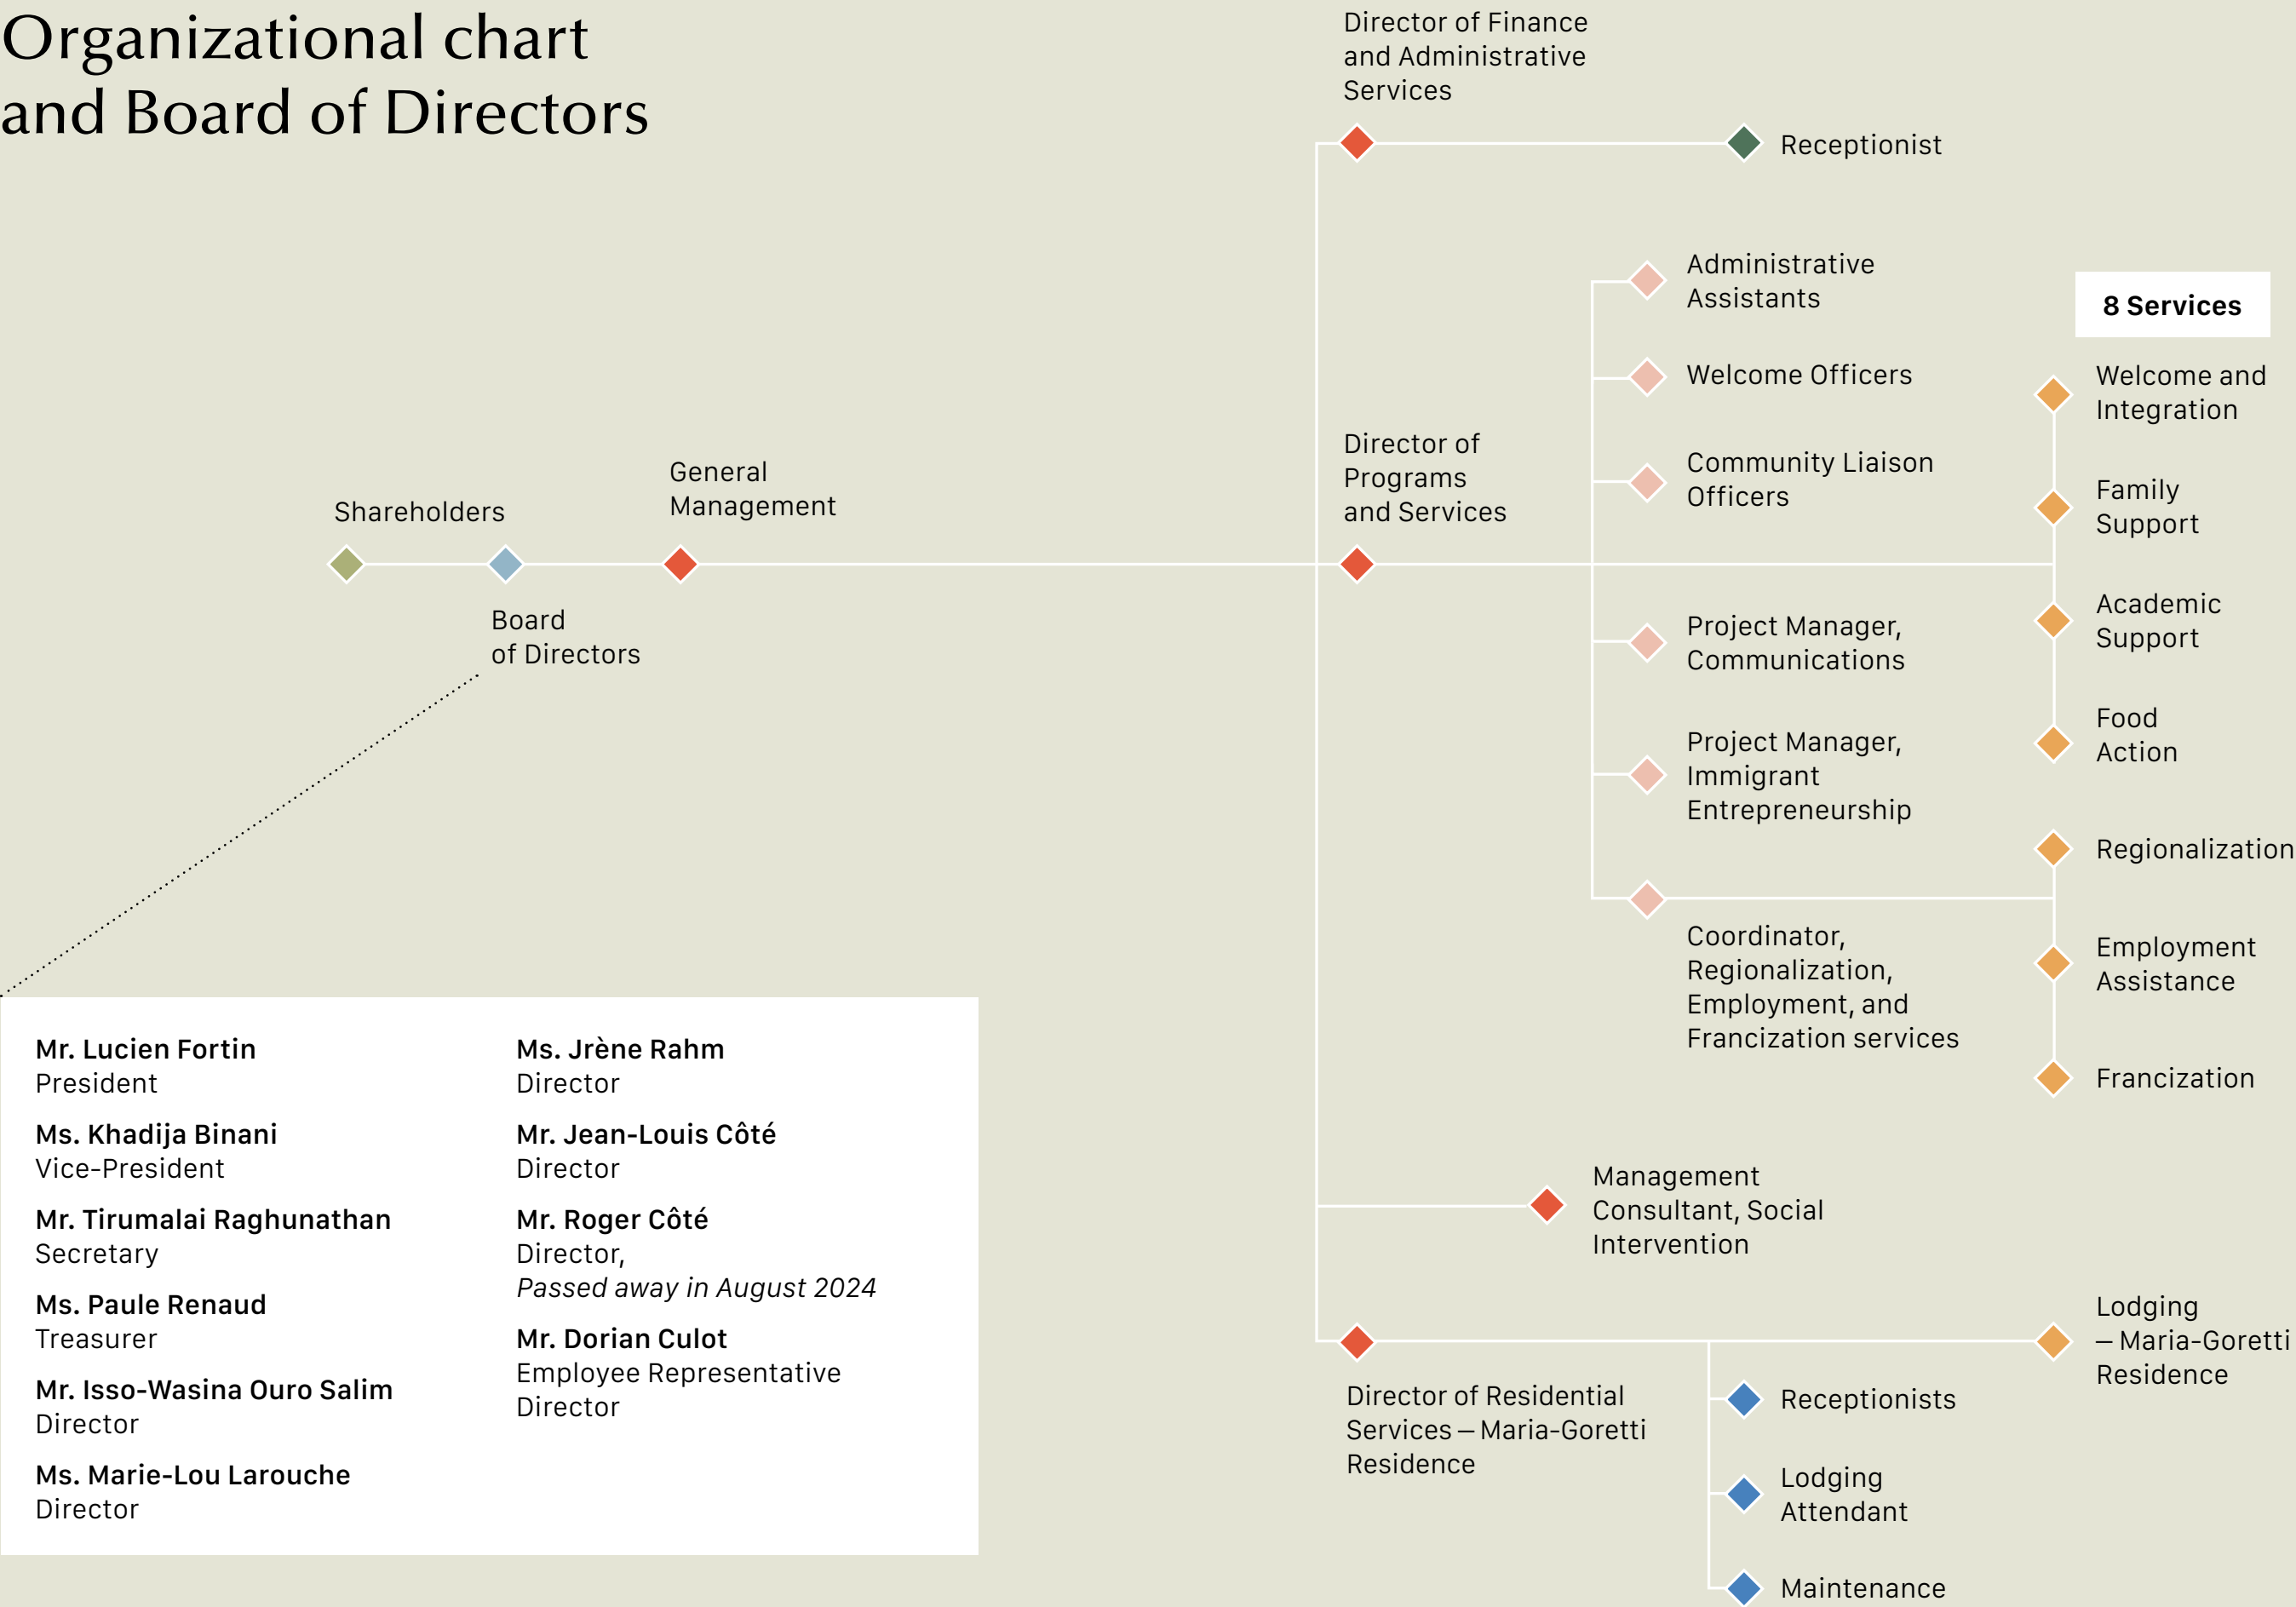 Organizational chart
and Board of Directors
Director of Finance
and Administrative
Services
Receptionist
Administrative
Assistants
Welcome Officers
Community Liaison
Officers
Director of
Programs
and Services
General
Management
Shareholders
Board
of Directors
Project Manager,
Communications
Project Manager,
Immigrant
Entrepreneurship
Coordinator,
Regionalization,
Employment, and
Francization services
8 Services
Welcome and
Integration
Family
Support
Academic
Support
Food
Action
Regionalization
Employment
Assistance
Francization
Management
Consultant, Social
Intervention
Lodging
– Maria-Goretti
Residence
Director of Residential
Services – Maria-Goretti
Residence
Receptionists
Lodging
Attendant
Maintenance
Mr. Lucien Fortin
President
Ms. Khadija Binani
Vice-President
Mr. Tirumalai Raghunathan
Secretary
Ms. Paule Renaud
Treasurer
Mr. Isso-Wasina Ouro Salim
Director
Ms. Marie-Lou Larouche
Director
Ms. Jrène Rahm
Director
Mr. Jean-Louis Côté
Director
Mr. Roger Côté
Director,
Passed away in August 2024
Mr. Dorian Culot
Employee Representative
Director